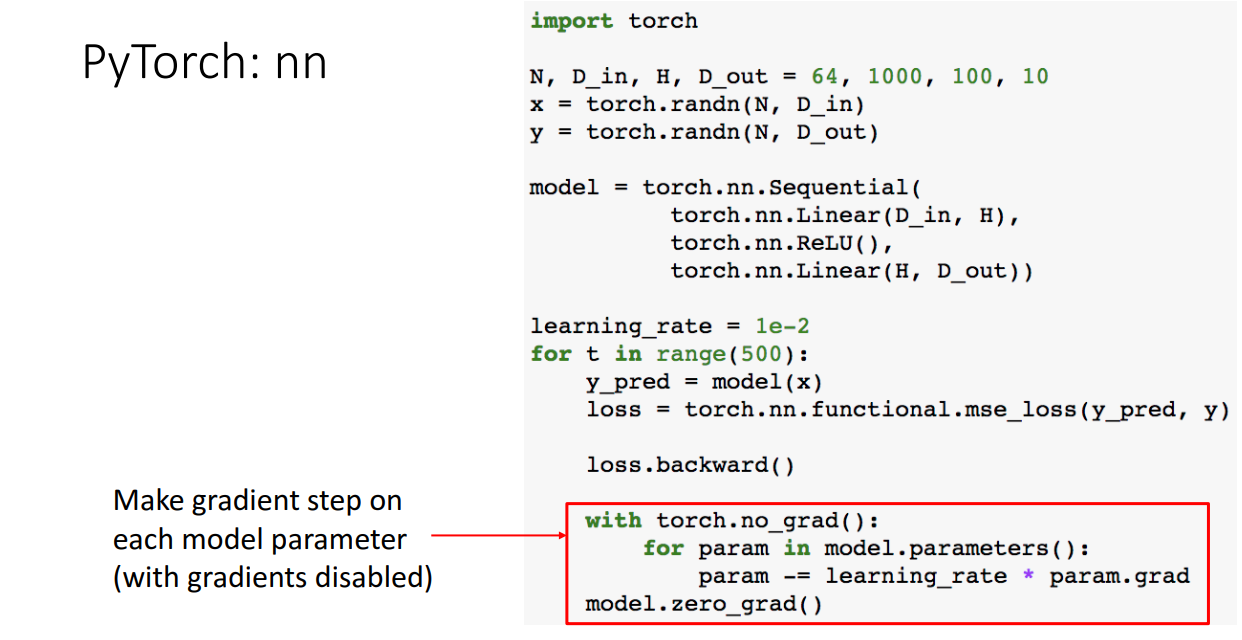 PyTorch: nn
import torch
N, D_in, H, D_out = 64, 1000, 100, 10
x = torch.randn(N, D_in)
y = torch.randn(N, D_out)
model = torch.nn.Sequential(
torch.nn.Linear(D_in, H),
torch.nn.ReLU(),
torch.nn.Linear(H, D_out))
learning_rate = 1e-2
for t in range(500):
    y_pred = model(x)
    loss = torch.nn.functional.mse_loss(y_pred, y)
    loss.backward()
    with torch.no_grad():
        for param in model.parameters():
            param -= learning_rate * param.grad
    model.zero_grad()
Make gradient step on
each model parameter
(with gradients disabled)